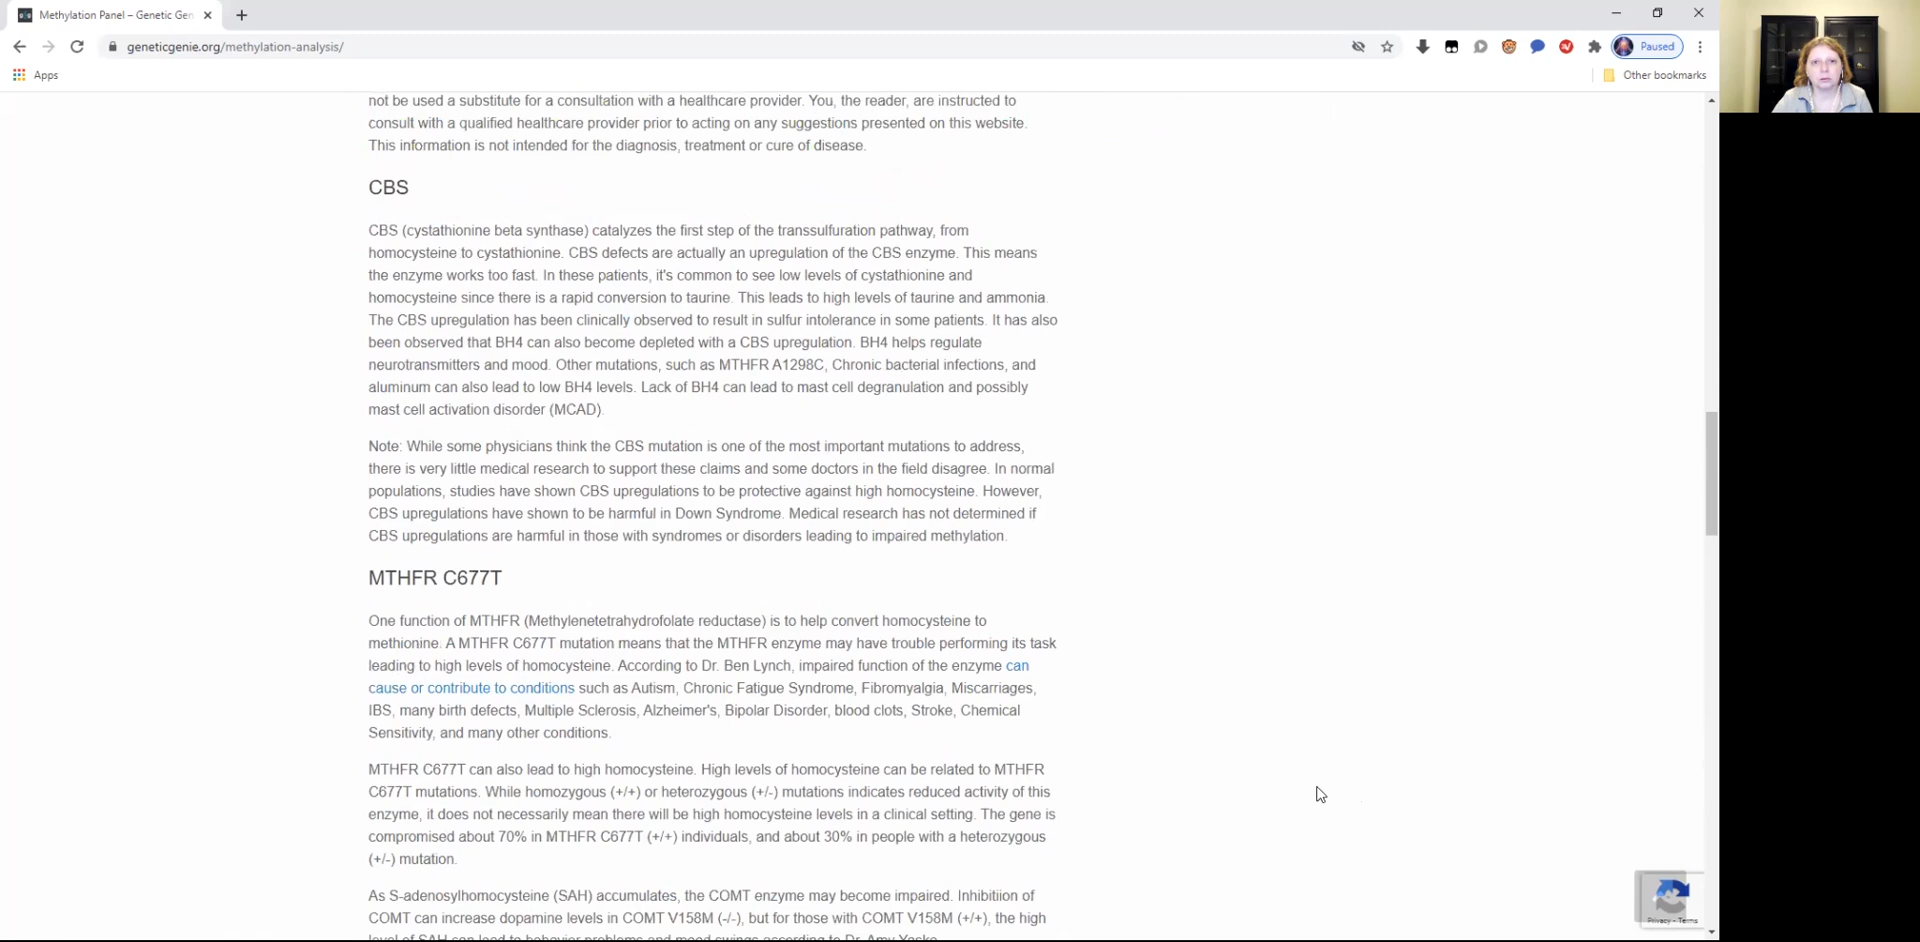 Methylation Panel – Genetic Gen
geneticgenie.org/methylation-analysis/
Paused
Apps
Other bookmarks
not be used a substitute for a consultation with a healthcare provider. You, the reader, are instructed to
consult with a qualified healthcare provider prior to acting on any suggestions presented on this website.
This information is not intended for the diagnosis, treatment or cure of disease.
CBS
CBS (cystathionine beta synthase) catalyzes the first step of the transsulfuration pathway, from
homocysteine to cystathionine. CBS defects are actually an upregulation of the CBS enzyme. This means
the enzyme works too fast. In these patients, it's common to see low levels of cystathionine and
homocysteine since there is a rapid conversion to taurine. This leads to high levels of taurine and ammonia.
The CBS upregulation has been clinically observed to result in sulfur intolerance in some patients. It has also
been observed that BH4 can also become depleted with a CBS upregulation. BH4 helps regulate
neurotransmitters and mood. Other mutations, such as MTHFR A1298C, Chronic bacterial infections, and
aluminum can also lead to low BH4 levels. Lack of BH4 can lead to mast cell degranulation and possibly
mast cell activation disorder (MCAD).
Note: While some physicians think the CBS mutation is one of the most important mutations to address,
there is very little medical research to support these claims and some doctors in the field disagree. In normal
populations, studies have shown CBS upregulations to be protective against high homocysteine. However,
CBS upregulations have shown to be harmful in Down Syndrome. Medical research has not determined if
CBS upregulations are harmful in those with syndromes or disorders leading to impaired methylation.
MTHFR C677T
One function of MTHFR (Methylenetetrahydrofolate reductase) is to help convert homocysteine to
methionine. A MTHFR C677T mutation means that the MTHFR enzyme may have trouble performing its task
leading to high levels of homocysteine. According to Dr. Ben Lynch, impaired function of the enzyme can
cause or contribute to conditions such as Autism, Chronic Fatigue Syndrome, Fibromyalgia, Miscarriages,
IBS, many birth defects, Multiple Sclerosis, Alzheimer's, Bipolar Disorder, blood clots, Stroke, Chemical
Sensitivity, and many other conditions.
MTHFR C677T can also lead to high homocysteine. High levels of homocysteine can be related to MTHFR
C677T mutations. While homozygous (+/+) or heterozygous (+/-) mutations indicates reduced activity of this
enzyme, it does not necessarily mean there will be high homocysteine levels in a clinical setting. The gene is
compromised about 70% in MTHFR C677T (+/+) individuals, and about 30% in people with a heterozygous
(+/-) mutation.
As S-adenosylhomocysteine (SAH) accumulates, the COMT enzyme may become impaired. Inhibitiion of
COMT can increase dopamine levels in COMT V158M (-/-), but for those with COMT V158M (+/+), the high
level of SAH can lead to behavior problems and mood swings according to Dr. Amy Yasko.
Privacy - Terms